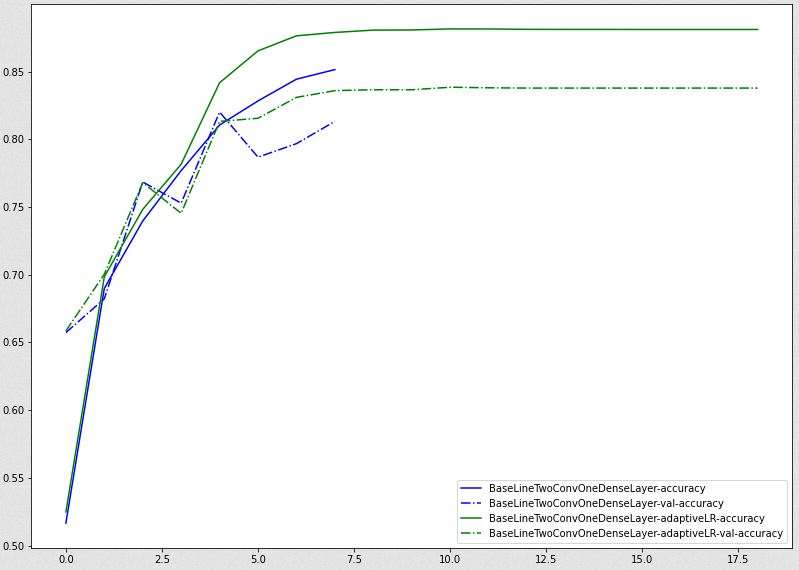 0.85
0.80
0.75
0.70
0.65
0.60
0.55
0.50
0.0 2.5 5.0 7.5 10.0 12.5 15.0 17.5
BaseLineTwoConvOneDenseLayer-accuracy
BaseLineTwoConvOneDenseLayer-val-accuracy
BaseLineTwoConvOneDenseLayer-adaptiveLR-accuracy
BaseLineTwoConvOneDenseLayer-adaptiveLR-val-accuracy